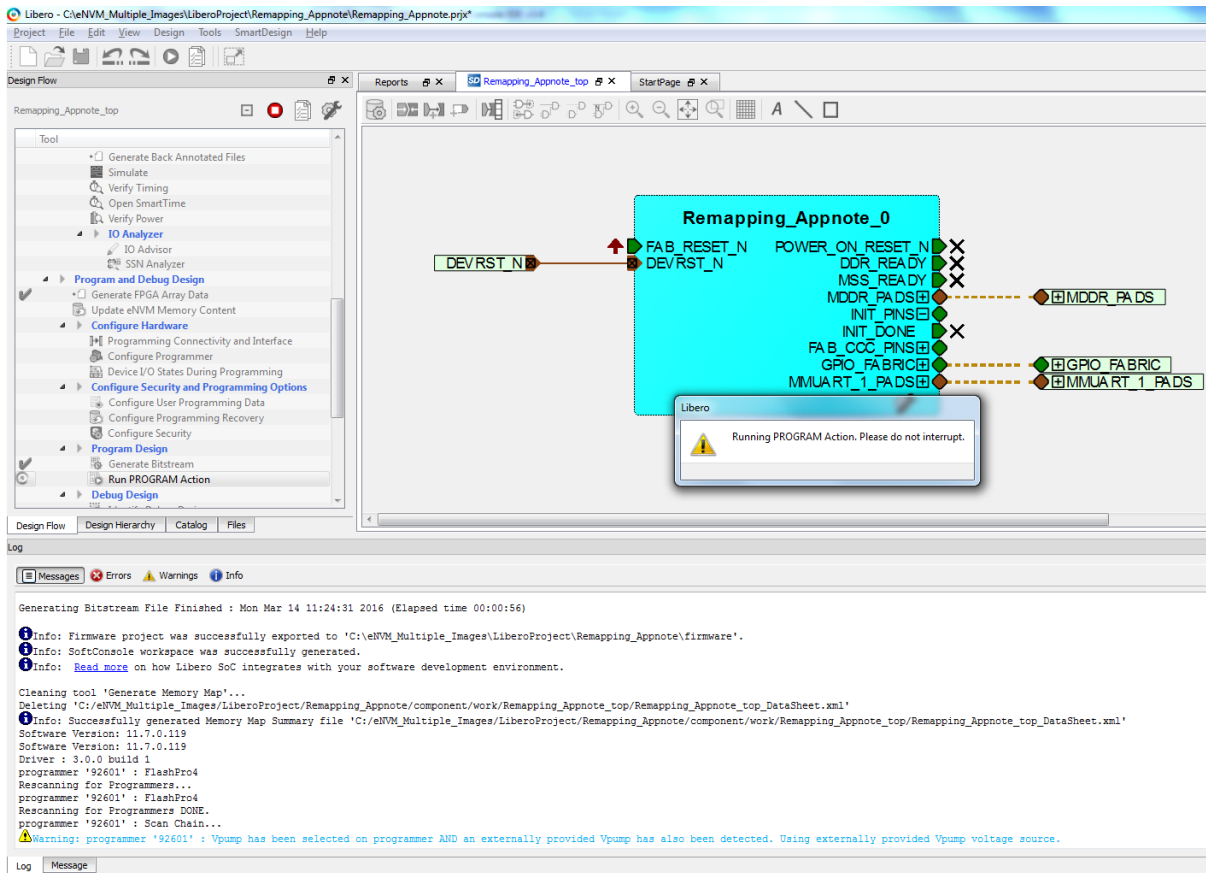 Libero - C:\eNVM_Multiple_Images\LiberoProject\Remapping_Appnote\Remapping_Appnote.prjx*
Project File Edit View Design Tools SmartDesign Help
Design Flow
Reports
SD Remapping_Appnote_top
StartPage
Remapping_Appnote_top
Tool
Generate Back Annotated Files
Simulate
Verify Timing
Open SmartTime
Verify Power
IO Analyzer
IO Advisor
SSN Analyzer
Program and Debug Design
Generate FPGA Array Data
Update eNVM Memory Content
Configure Hardware
Programming Connectivity and Interface
Configure Programmer
Device I/O States During Programming
Configure Security and Programming Options
Configure User Programming Data
Configure Programming Recovery
Configure Security
Program Design
Generate Bitstream
Run PROGRAM Action
Debug Design
Design Flow Design Hierarchy Catalog Files
Remapping_Appnote_0
FAB_RESET_N POWER_ON_RESET_N
DEVRST_N DEVRST_N DDR_READY
MSS_READY
MDDR_PADS MDDR_PADS
INIT_PINS
INIT_DONE
FAB_CCC_PINS
GPIO_FABRIC GPIO_FABRIC
MMUART_1_PADS MMUART_1_PADS
Libero
Running PROGRAM Action. Please do not interrupt.
Log
Messages Errors Warnings Info
Generating Bitstream File Finished : Mon Mar 14 11:24:31 2016 (Elapsed time 00:00:56)
Info: Firmware project was successfully exported to 'C:\eNVM_Multiple_Images\LiberoProject\Remapping_Appnote\firmware'.
Info: SoftConsole workspace was successfully generated.
Info: Read more on how Libero SoC integrates with your software development environment.
Cleaning tool 'Generate Memory Map'...
Deleting 'C:/eNVM_Multiple_Images/LiberoProject/Remapping_Appnote/component/work/Remapping_Appnote_top/Remapping_Appnote_top_DataSheet.xml'
Info: Successfully generated Memory Map Summary file 'C:/eNVM_Multiple_Images/LiberoProject/Remapping_Appnote/component/work/Remapping_Appnote_top/Remapping_Appnote_top_DataSheet.xml'
Software Version: 11.7.0.119
Software Version: 11.7.0.119
Driver : 3.0.0 build 1
programmer '92601' : FlashPro4
Rescanning for Programmers...
programmer '92601' : FlashPro4
Rescanning for Programmers DONE.
programmer '92601' : Scan Chain...
Warning: programmer '92601' : Vpump has been selected on programmer AND an externally provided Vpump has also been detected. Using externally provided Vpump voltage source.
Log Message